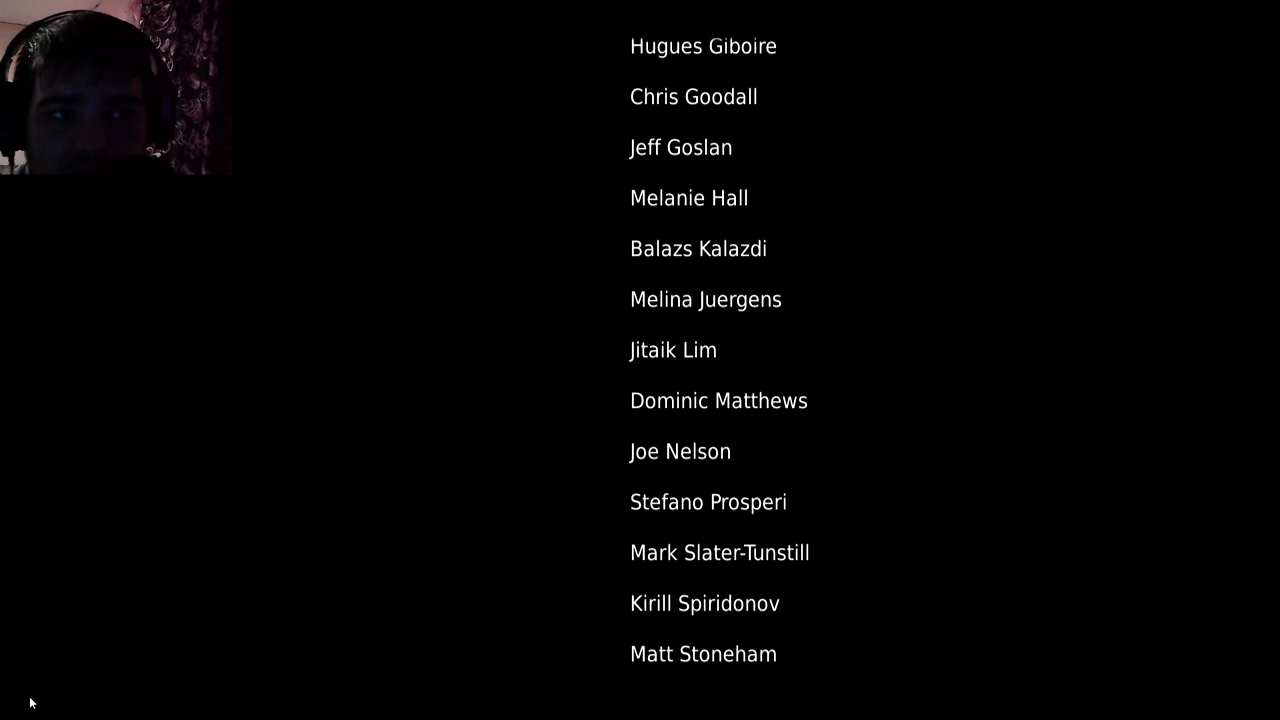 Hugues Giboire
Chris Goodall
Jeff Goslan
Melanie Hall
Balazs Kalazdi
Melina Juergens
Jitaik Lim
Dominic Matthews
Joe Nelson
Stefano Prosperi
Mark Slater-Tunstill
Kirill Spiridonov
Matt Stoneham